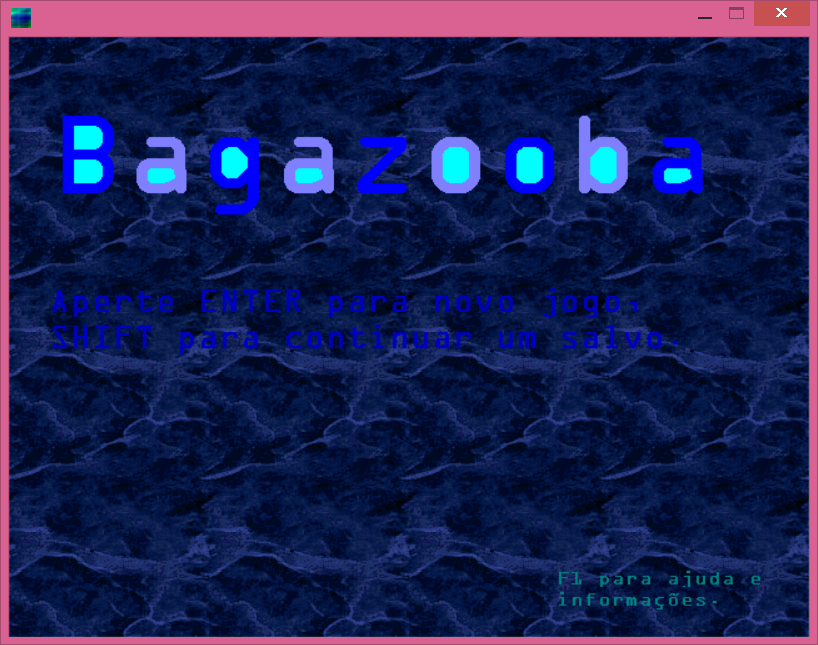 Bagazooba
Aperte ENTER para novo jogo,
SHIFT para continuar um salvo.
F1 para ajuda e
informações.